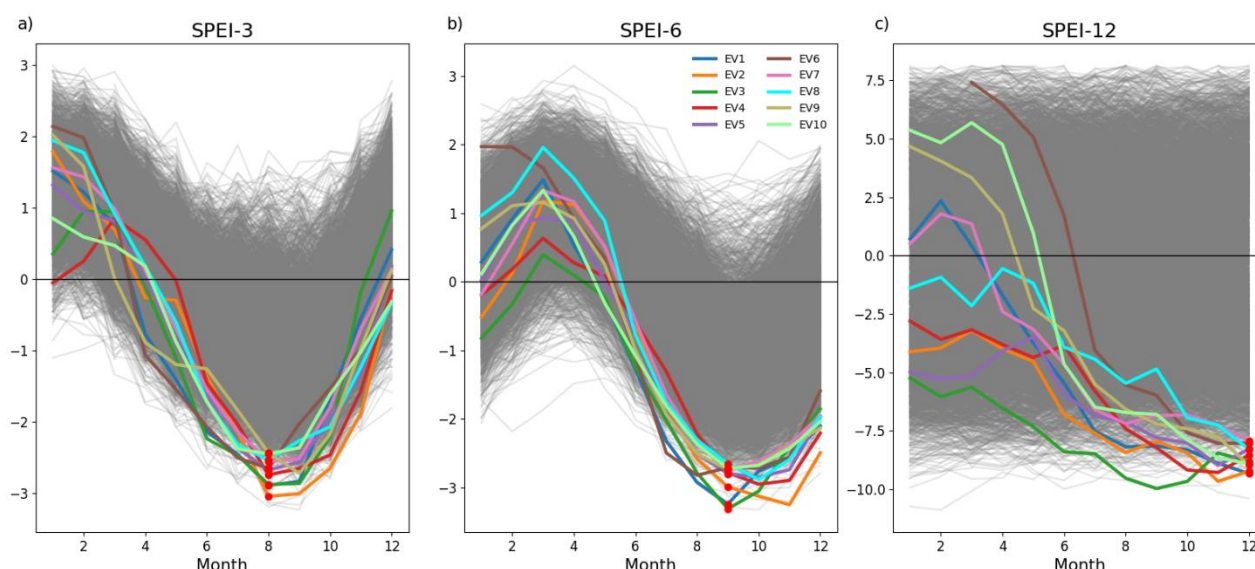 a)
SPEI-3
3
2
1
0
−1
−2
−3
2
4
6
8
10
12
Month
b)
SPEI-6
EV1
EV2
EV3
EV4
EV5
EV6
EV7
EV8
EV9
EV10
3
2
1
0
−1
−2
−3
2
4
6
8
10
12
Month
c)
SPEI-12
7.5
5.0
2.5
0.0
−2.5
−5.0
−7.5
−10.0
2
4
6
8
10
12
Month